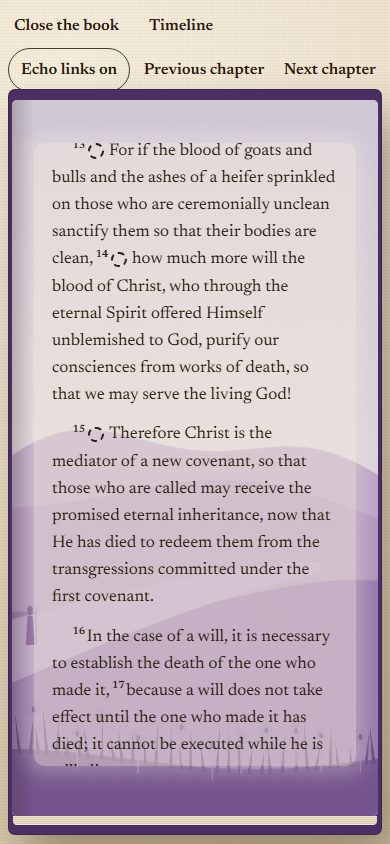 Close the book Timeline
Echo links on Previous chapter Next chapter
13 For if the blood of goats and
bulls and the ashes of a heifer sprinkled
on those who are ceremonially unclean
sanctify them so that their bodies are
clean, 14 how much more will the
blood of Christ, who through the
eternal Spirit offered Himself
unblemished to God, purify our
consciences from works of death, so
that we may serve the living God!
15 Therefore Christ is the
mediator of a new covenant, so that
those who are called may receive the
promised eternal inheritance, now that
He has died to redeem them from the
transgressions committed under the
first covenant.
16 In the case of a will, it is necessary
to establish the death of the one who
made it, 17 because a will does not take
effect until the one who made it has
died; it cannot be executed while he is